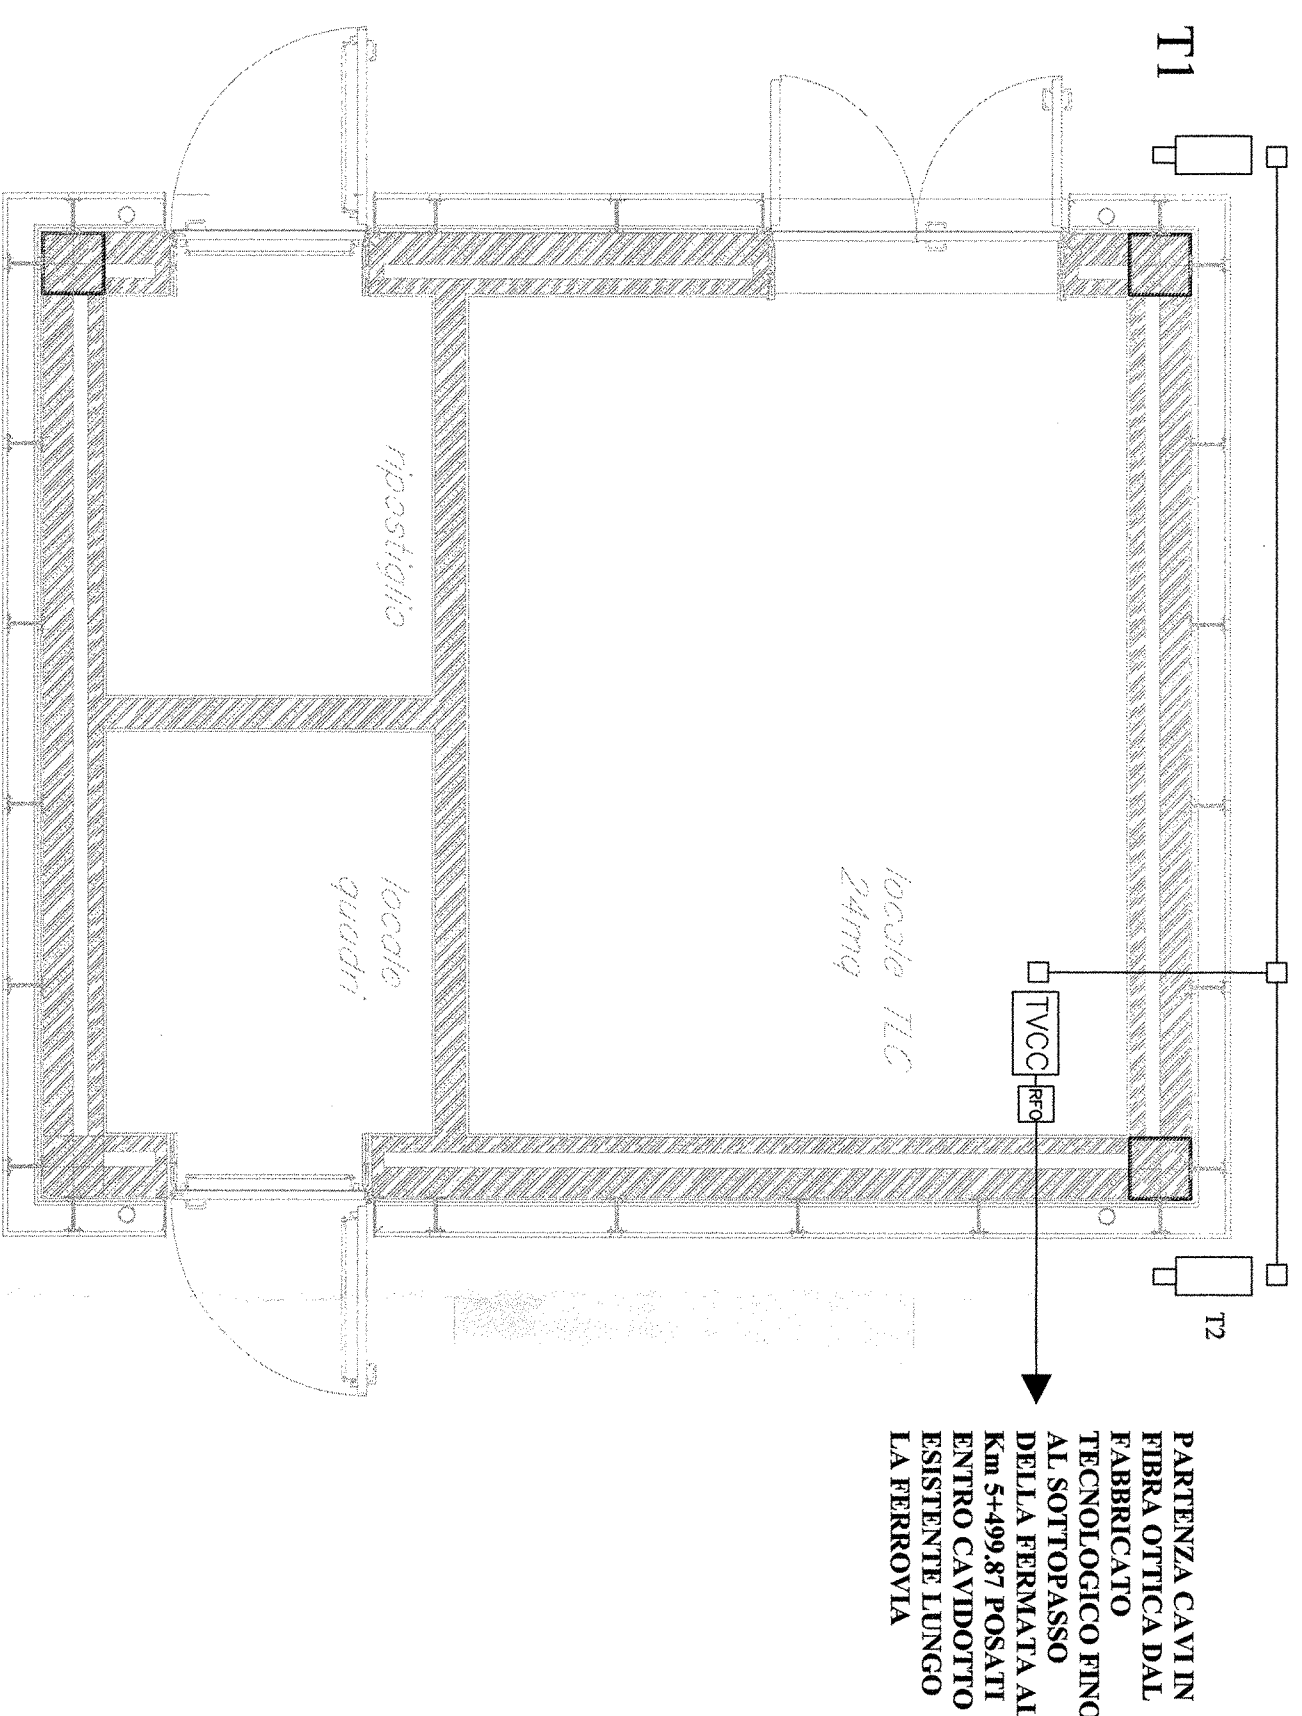 T1
T2
PARTENZA CAVI IN
FIBRA OTTICA DAL
FABBRICATO
TECNOLOGICO FINO
AL SOTTOPASSO
DELLA FERMATA AL
Km 5+499.87 POSATI
ENTRO CAVIDOTTO
ESISTENTE LUNGO
LA FERROVIA
TVCC
RFO
locale TLC
24mq
ripostiglio
locale
quadri